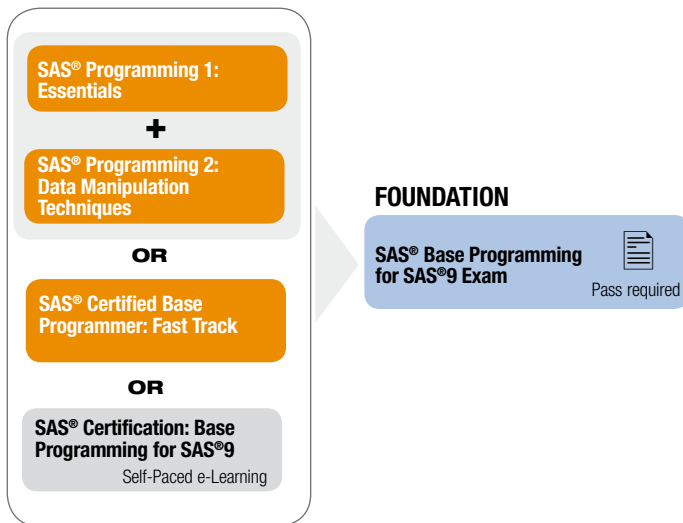 SAS® Programming 1:
Essentials
+
SAS® Programming 2:
Data Manipulation
Techniques
OR
SAS® Certified Base
Programmer: Fast Track
OR
SAS® Certification: Base
Programming for SAS®9
Self-Paced e-Learning
FOUNDATION
SAS® Base Programming
for SAS®9 Exam
Pass required